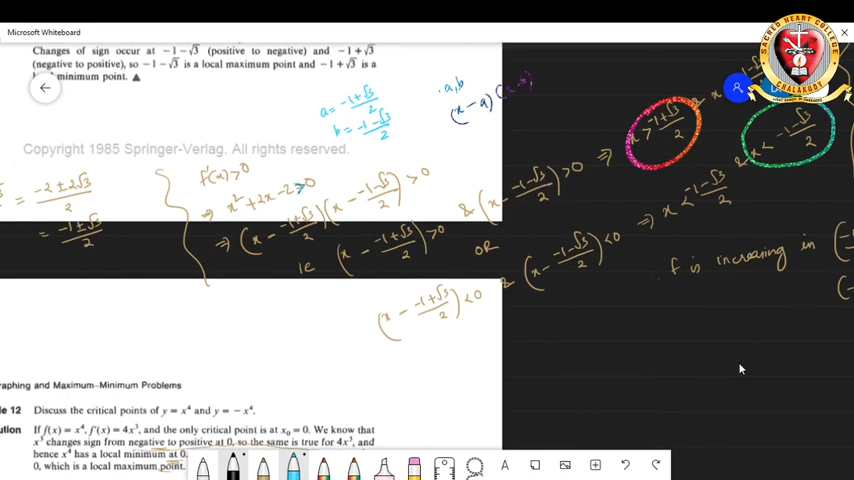 Microsoft Whiteboard
SACRED HEART COLLEGE
CHALAKUDY
Changes of sign occur at −1−√3 (positive to negative) and −1+√3
(negative to positive), so −1−√3 is a local maximum point and −1+√3 is a
minimum point. ▲
Copyright 1985 Springer-Verlag. All rights reserved.
a = (-1+√3)/2
b = (-1-√3)/2
. a, b
(x-a)
= (-2 ± 2√3)/2
= (-1±√3)/2
f'(x) > 0
⇒ x² + 2x - 2 > 0
⇒ (x - (-1+√3)/2)(x - (-1-√3)/2) > 0
ie (x - (-1+√3)/2) > 0 & (x - (-1-√3)/2) > 0 ⇒ x > (-1+√3)/2 & x < (-1-√3)/2
OR
(x - (-1+√3)/2) < 0 & (x - (-1-√3)/2) < 0 ⇒ x < (-1-√3)/2
f is increasing in
raphing and Maximum–Minimum Problems
le 12 Discuss the critical points of y = x⁴ and y = −x⁴.
ution If f(x) = x⁴, f'(x) = 4x³, and the only critical point is at x₀ = 0. We know that
x³ changes sign from negative to positive at 0, so the same is true for 4x³, and
hence x⁴ has a local minimum at 0.
0, which is a local maximum point.
A